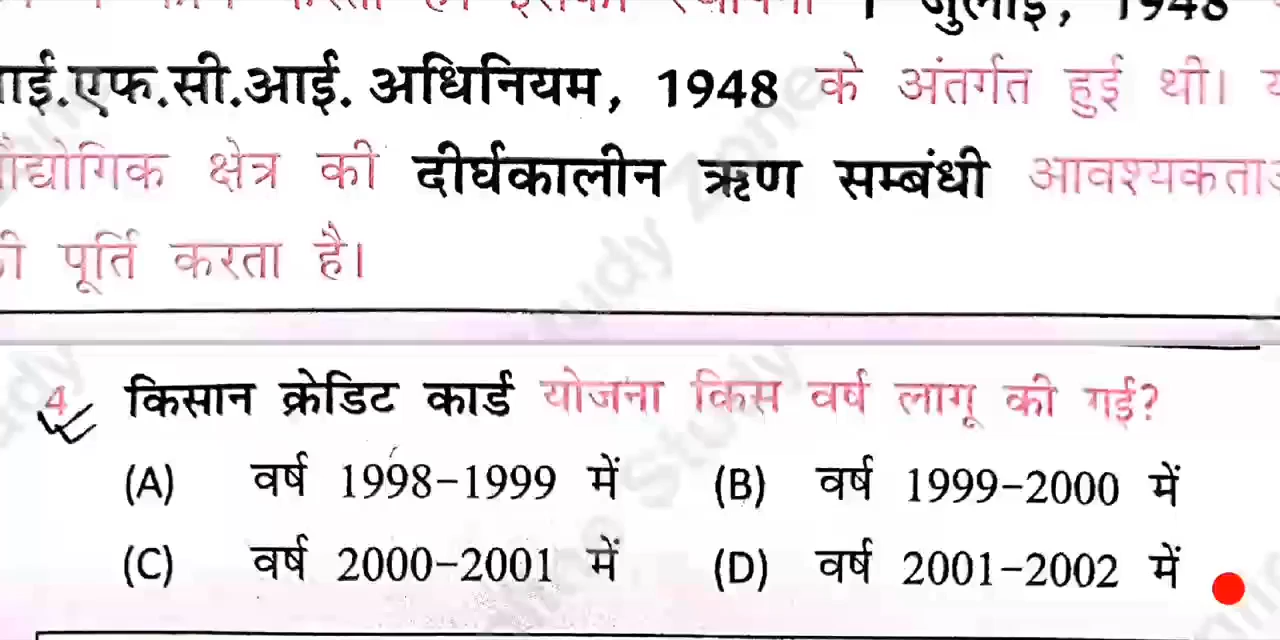 जुलाई, 1948
आई.एफ.सी.आई. अधिनियम, 1948 के अंतर्गत हुई थी।
औद्योगिक क्षेत्र की दीर्घकालीन ऋण सम्बंधी आवश्यकताओं
की पूर्ति करता है।
4. किसान क्रेडिट कार्ड योजना किस वर्ष लागू की गई?
(A) वर्ष 1998-1999 में (B) वर्ष 1999-2000 में
(C) वर्ष 2000-2001 में (D) वर्ष 2001-2002 में